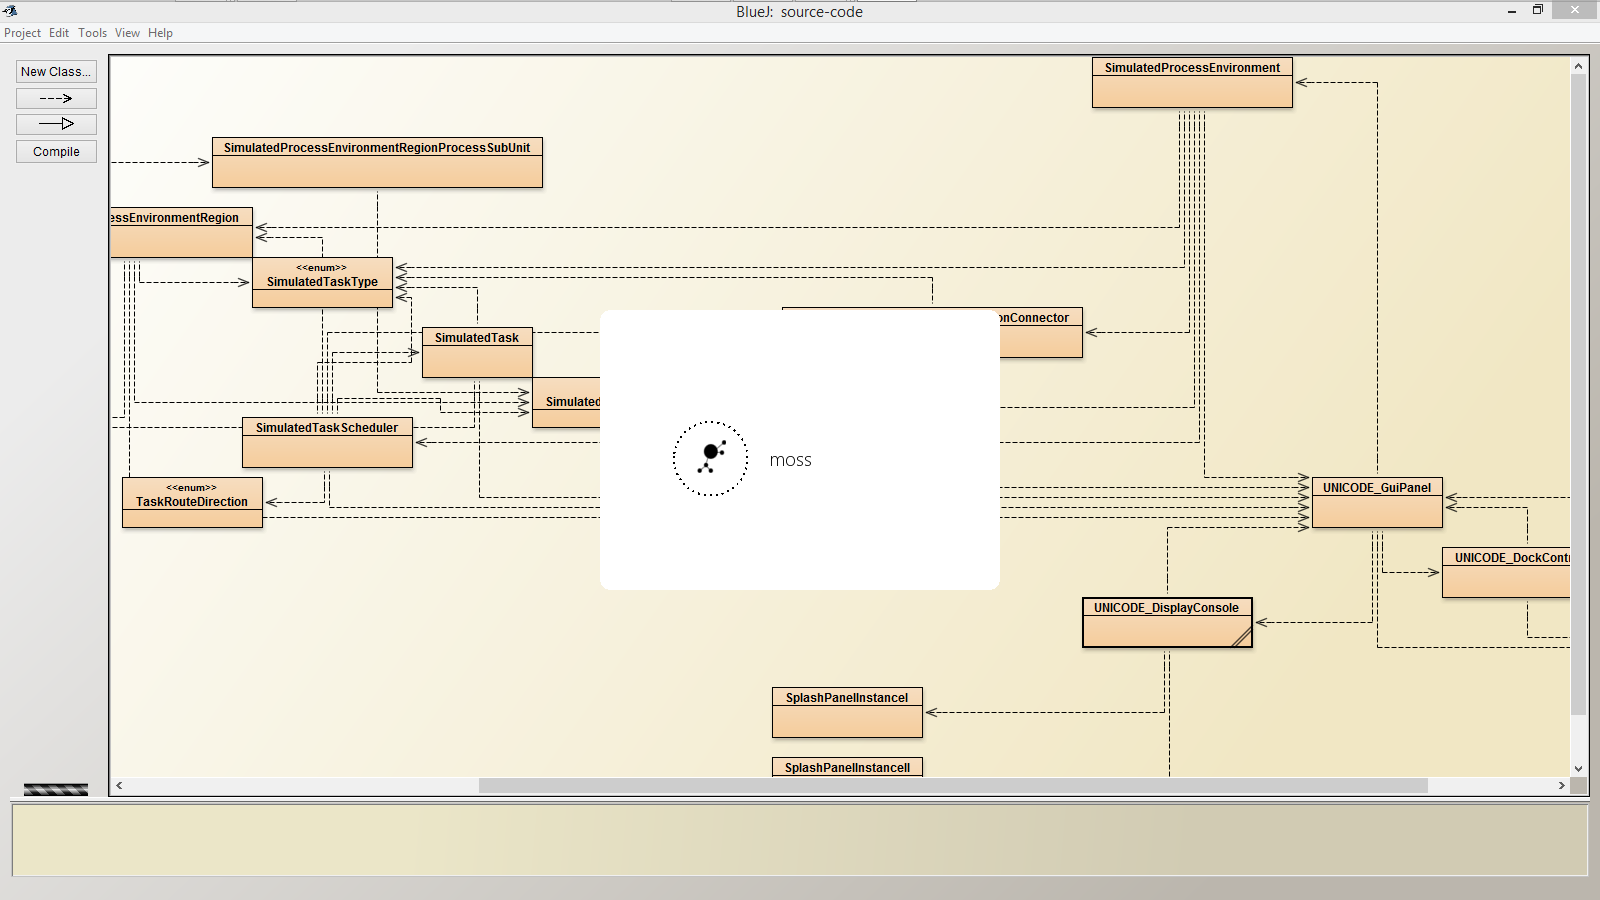 BlueJ: source-code
Project Edit Tools View Help
New Class...
Compile
SimulatedProcessEnvironment
SimulatedProcessEnvironmentRegionProcessSubUnit
essEnvironmentRegion
<<enum>>
SimulatedTaskType
onConnector
SimulatedTask
Simulated
SimulatedTaskScheduler
<<enum>>
TaskRouteDirection
moss
UNICODE_GuiPanel
UNICODE_DockContr
UNICODE_DisplayConsole
SplashPanelInstanceI
SplashPanelInstanceII